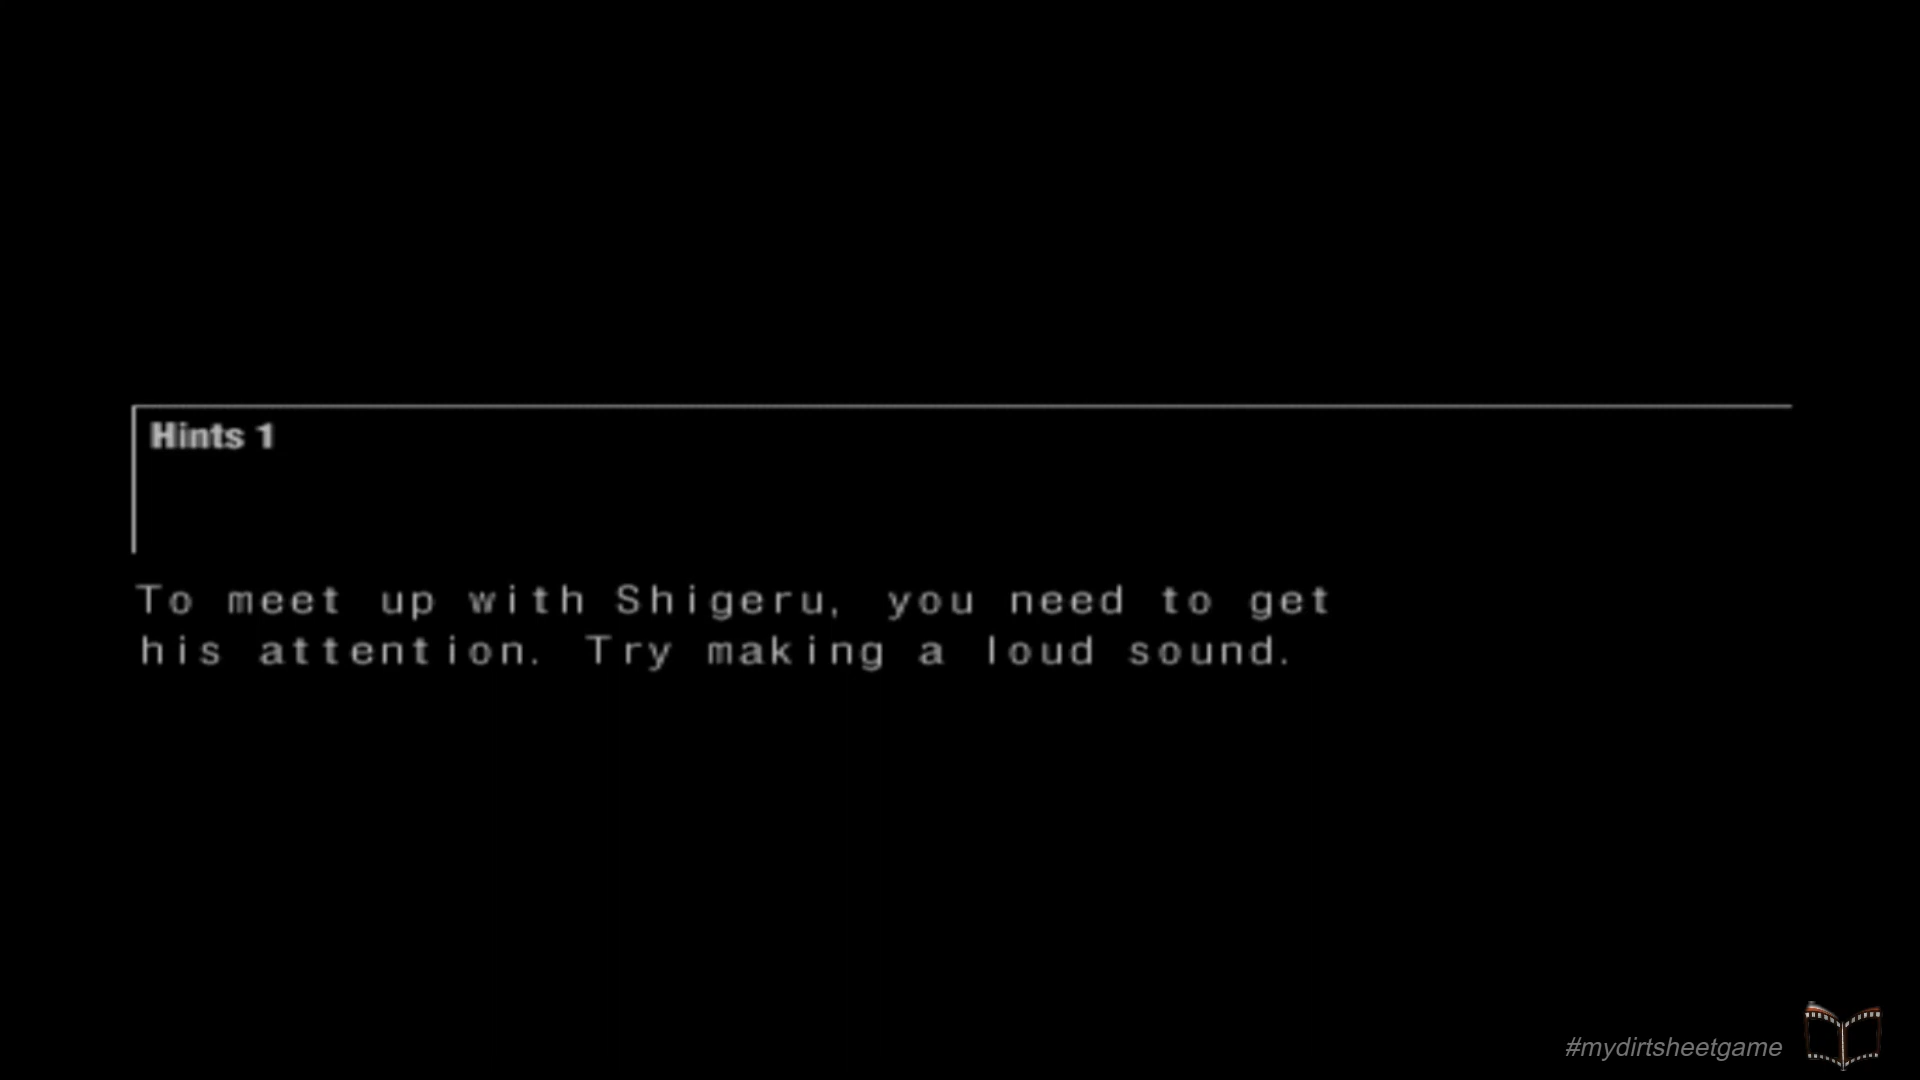 Hints 1
To meet up with Shigeru, you need to get
his attention. Try making a loud sound.
#mydirtsheetgame